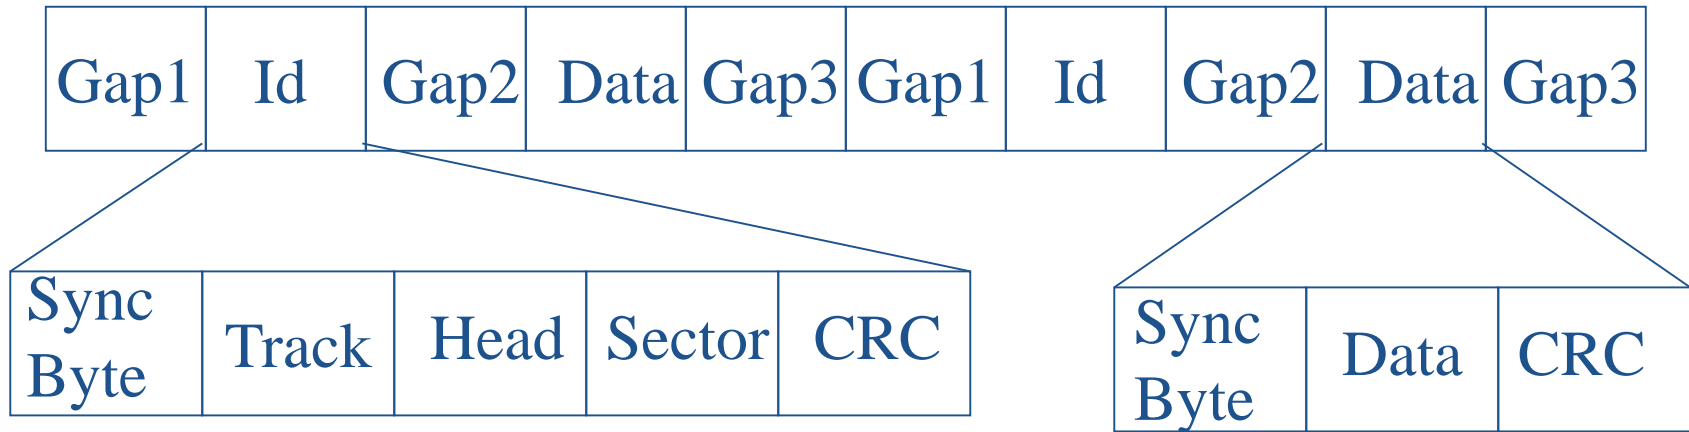 Gap1 Id Gap2 Data Gap3 Gap1 Id Gap2 Data Gap3
Sync Byte Track Head Sector CRC
Sync Byte Data CRC